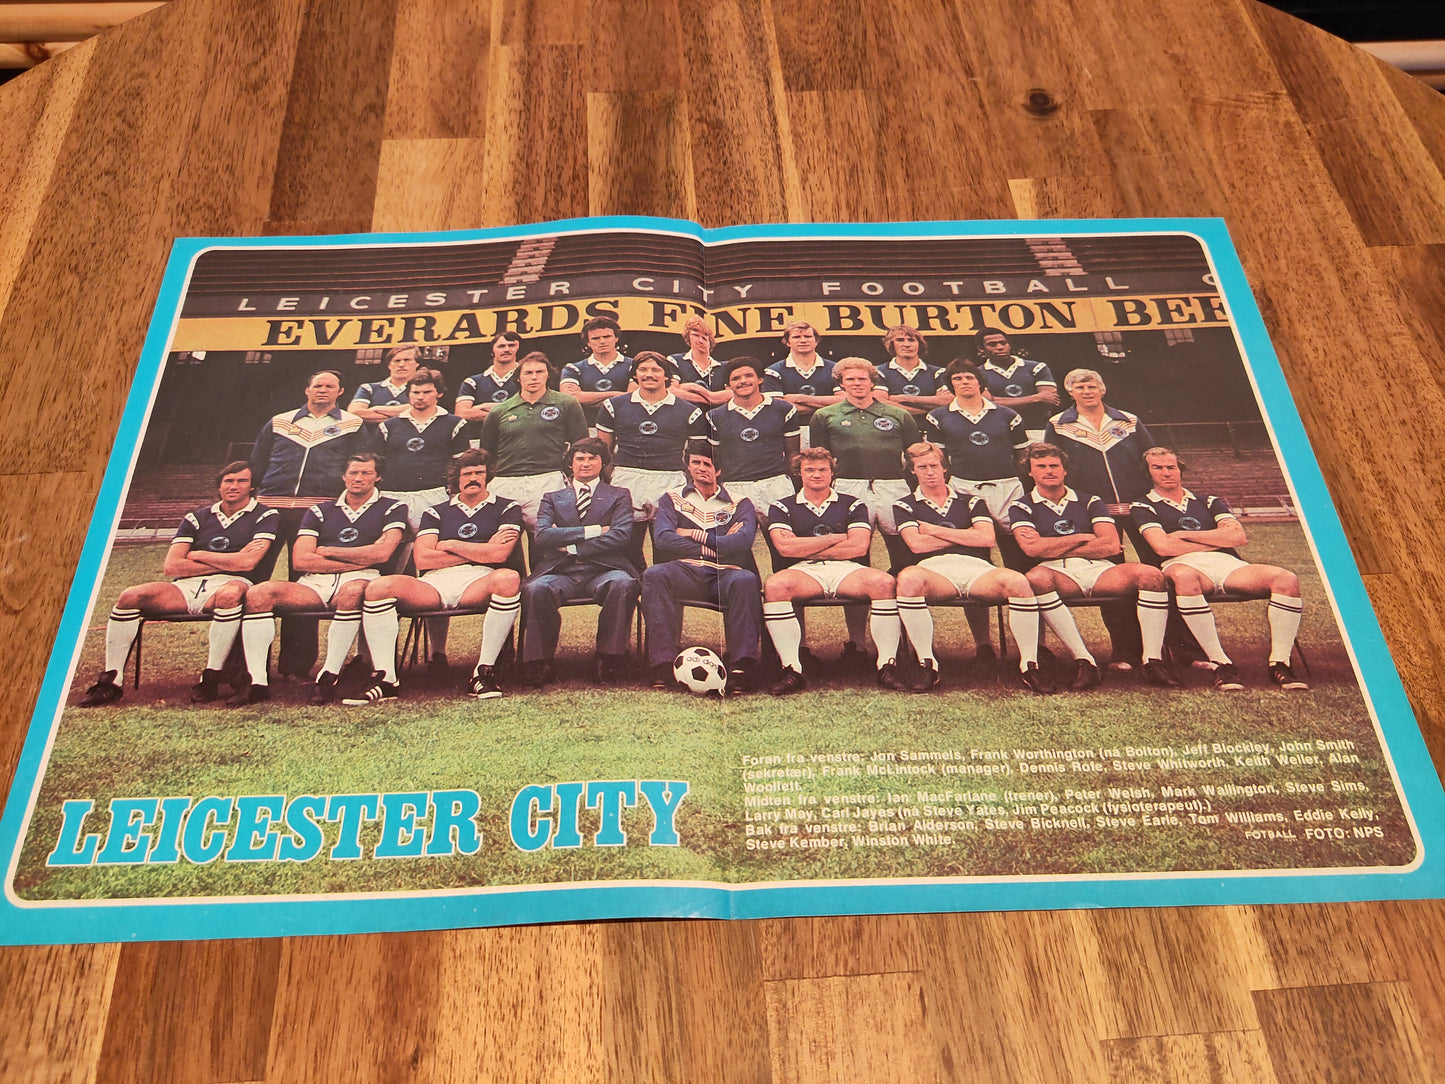 LEICESTER CITY FOOTBALL C
EVERARDS FINE BURTON BEE
adidas
LEICESTER CITY
Foran fra venstre: Jon Sammels, Frank Worthington (nå Bolton), Jeff Blockley, John Smith
(sekretær), Frank McLintock (manager), Dennis Rofe, Steve Whitworth, Keith Weller, Alan
Woollett.
Midten fra venstre: Ian MacFarlane (trener), Peter Welsh, Mark Wallington, Steve Sims,
Larry May, Carl Jayes (nå Steve Yates, Jim Peacock (fysioterapeut).)
Bak fra venstre: Brian Alderson, Steve Bicknell, Steve Earle, Tom Williams, Eddie Kelly,
Steve Kember, Winston White.
FOTBALL FOTO: NPS